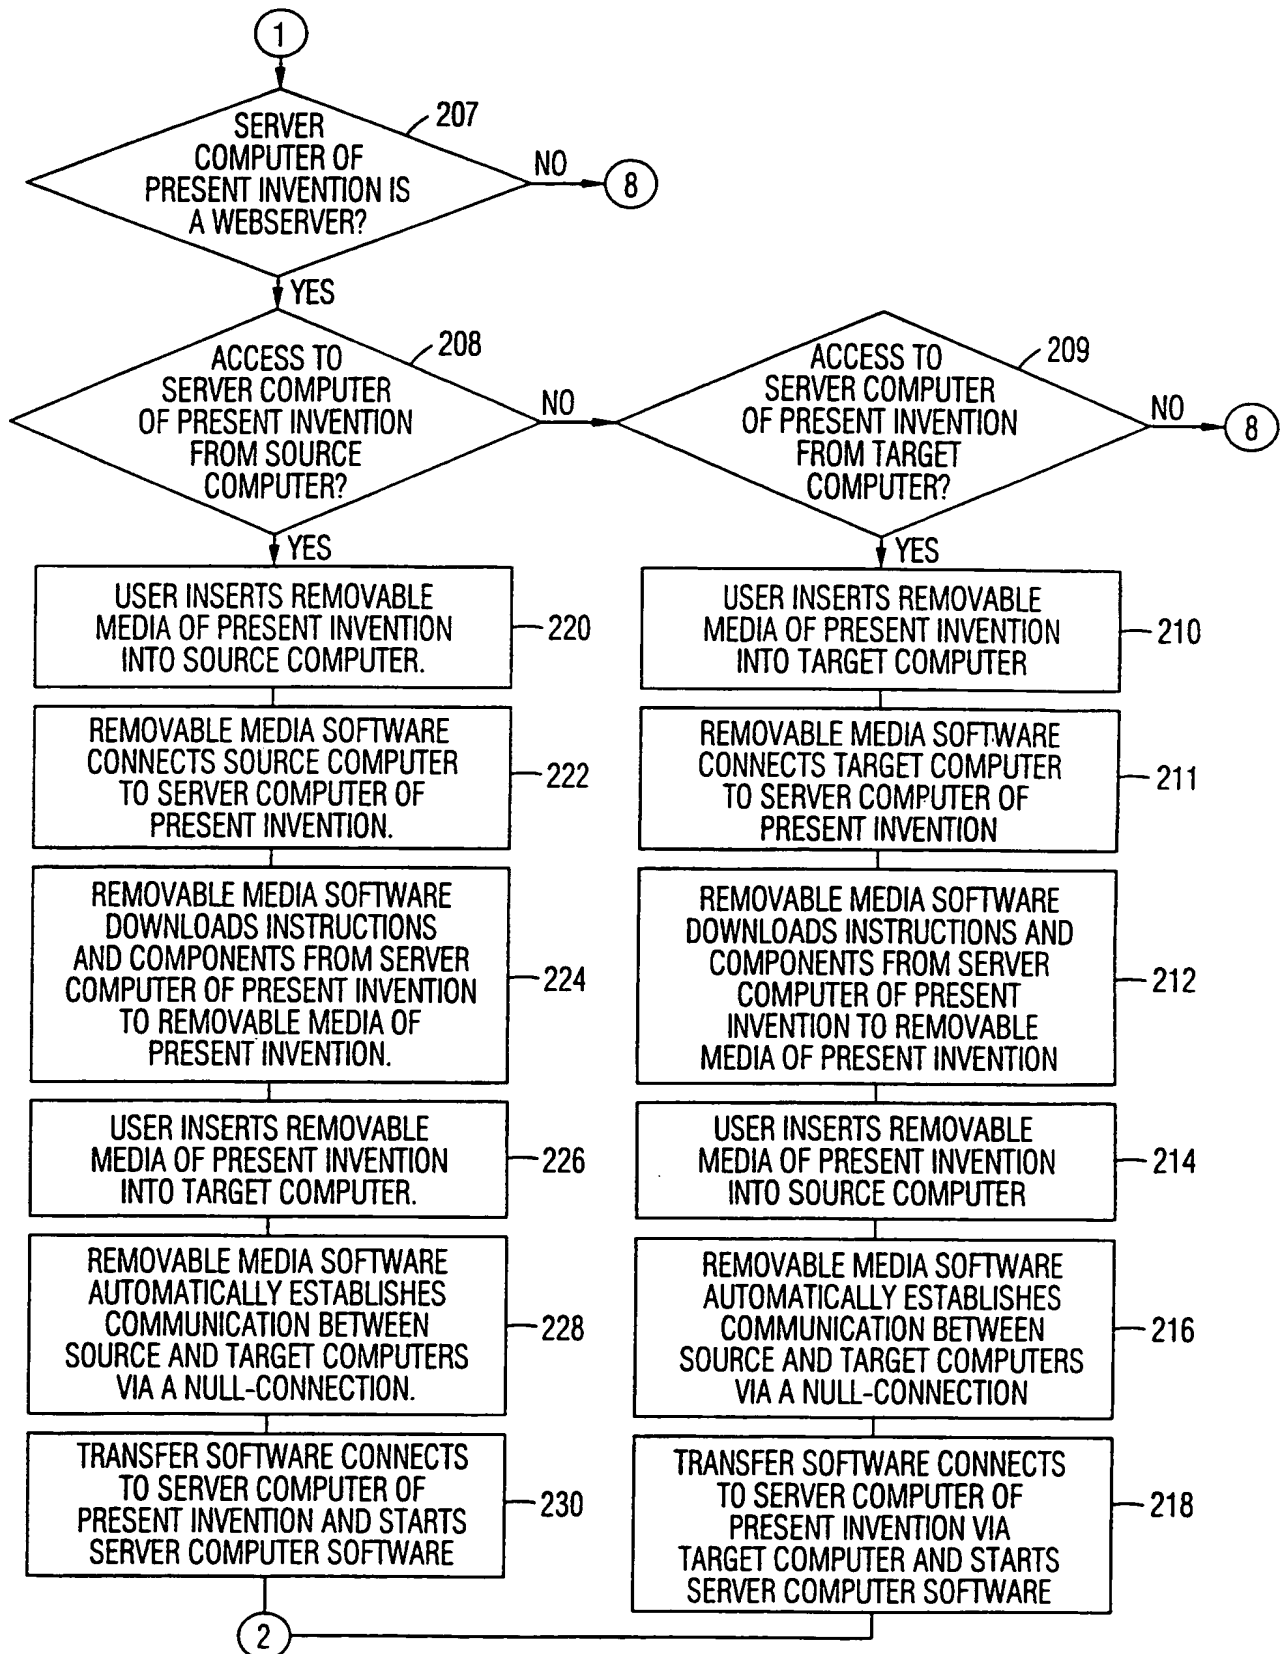 1
SERVER
COMPUTER OF
PRESENT INVENTION IS
A WEBSERVER?
207
NO
8
YES
ACCESS TO
SERVER COMPUTER
OF PRESENT INVENTION
FROM SOURCE
COMPUTER?
208
NO
ACCESS TO
SERVER COMPUTER
OF PRESENT INVENTION
FROM TARGET
COMPUTER?
209
NO
8
YES
USER INSERTS REMOVABLE
MEDIA OF PRESENT INVENTION
INTO SOURCE COMPUTER.
220
REMOVABLE MEDIA SOFTWARE
CONNECTS SOURCE COMPUTER
TO SERVER COMPUTER OF
PRESENT INVENTION.
222
REMOVABLE MEDIA SOFTWARE
DOWNLOADS INSTRUCTIONS
AND COMPONENTS FROM SERVER
COMPUTER OF PRESENT INVENTION
TO REMOVABLE MEDIA OF
PRESENT INVENTION.
224
USER INSERTS REMOVABLE
MEDIA OF PRESENT INVENTION
INTO TARGET COMPUTER.
226
REMOVABLE MEDIA SOFTWARE
AUTOMATICALLY ESTABLISHES
COMMUNICATION BETWEEN
SOURCE AND TARGET COMPUTERS
VIA A NULL-CONNECTION.
228
TRANSFER SOFTWARE CONNECTS
TO SERVER COMPUTER OF
PRESENT INVENTION AND STARTS
SERVER COMPUTER SOFTWARE
230
YES
USER INSERTS REMOVABLE
MEDIA OF PRESENT INVENTION
INTO TARGET COMPUTER
210
REMOVABLE MEDIA SOFTWARE
CONNECTS TARGET COMPUTER
TO SERVER COMPUTER OF
PRESENT INVENTION
211
REMOVABLE MEDIA SOFTWARE
DOWNLOADS INSTRUCTIONS AND
COMPONENTS FROM SERVER
COMPUTER OF PRESENT
INVENTION TO REMOVABLE
MEDIA OF PRESENT INVENTION
212
USER INSERTS REMOVABLE
MEDIA OF PRESENT INVENTION
INTO SOURCE COMPUTER
214
REMOVABLE MEDIA SOFTWARE
AUTOMATICALLY ESTABLISHES
COMMUNICATION BETWEEN
SOURCE AND TARGET COMPUTERS
VIA A NULL-CONNECTION
216
TRANSFER SOFTWARE CONNECTS
TO SERVER COMPUTER OF
PRESENT INVENTION VIA
TARGET COMPUTER AND STARTS
SERVER COMPUTER SOFTWARE
218
2